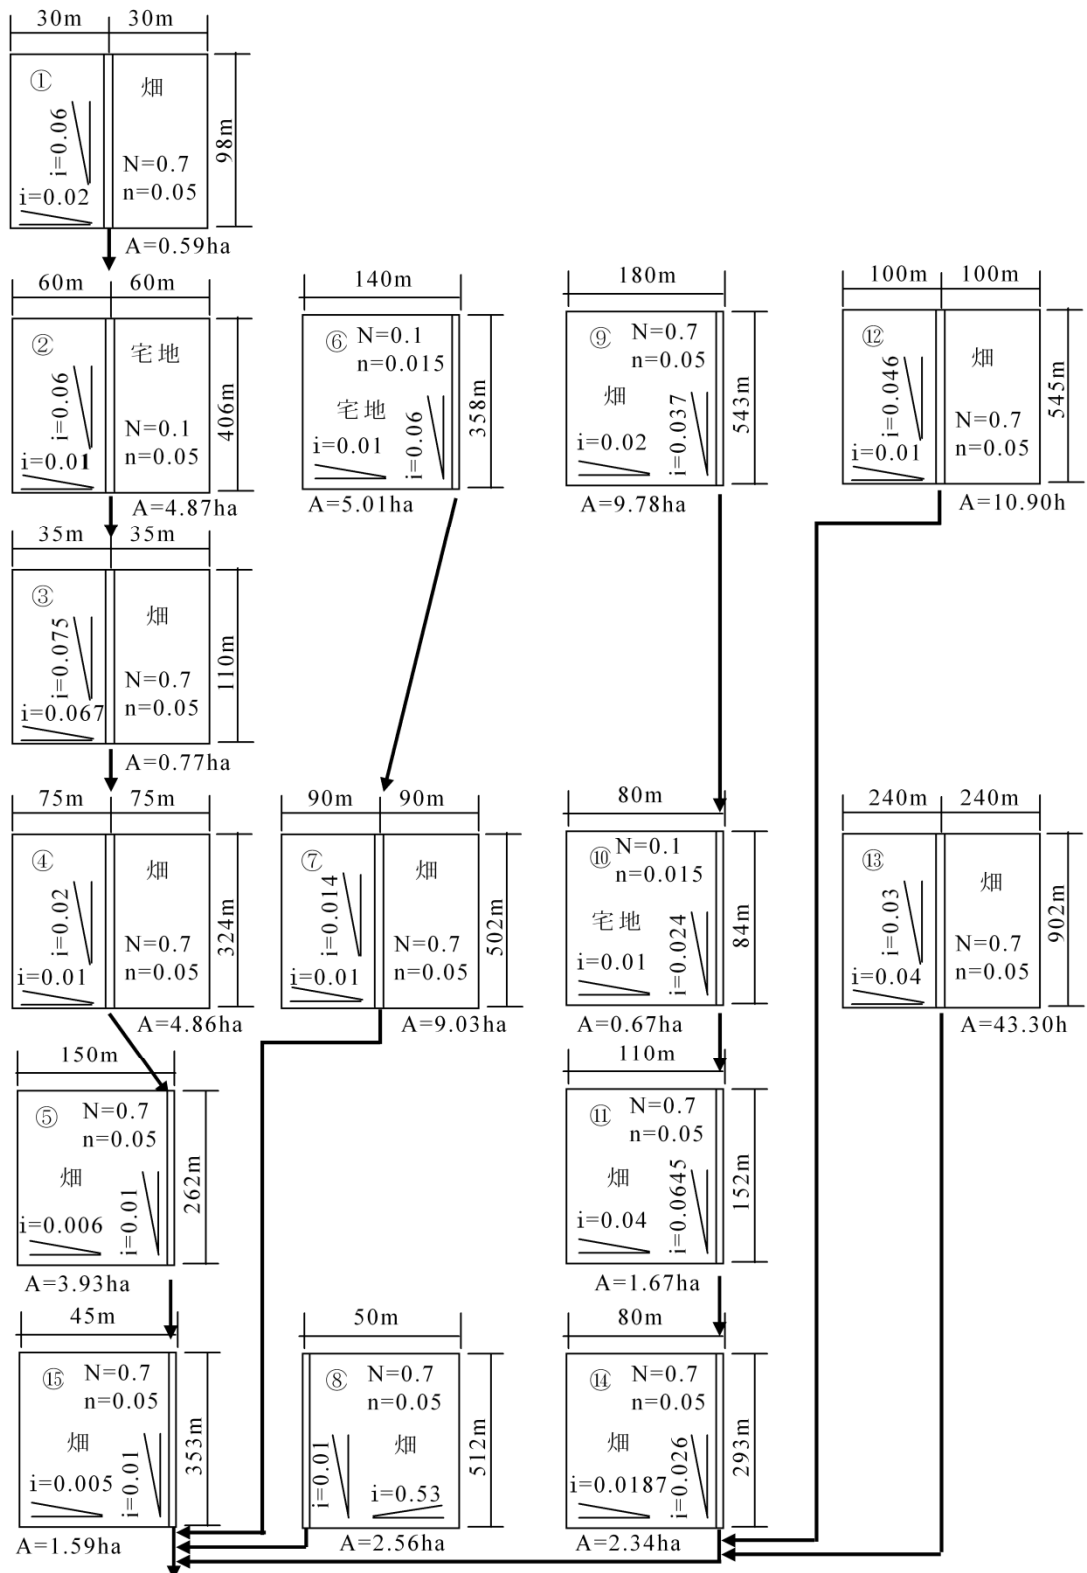 30m 30m
①
畑
i=0.06
N=0.7
n=0.05
i=0.02
98m
A=0.59ha
60m 60m
②
宅地
i=0.06
N=0.1
n=0.05
i=0.01
406m
A=4.87ha
35m 35m
③
畑
i=0.075
N=0.7
n=0.05
i=0.067
110m
A=0.77ha
75m 75m
④
畑
i=0.02
N=0.7
n=0.05
i=0.01
324m
A=4.86ha
150m
⑤
N=0.7
n=0.05
畑
i=0.006
i=0.01
262m
A=3.93ha
45m
⑮
N=0.7
n=0.05
畑
i=0.005
i=0.01
353m
A=1.59ha
140m
⑥
N=0.1
n=0.015
宅地
i=0.01
i=0.06
358m
A=5.01ha
90m 90m
⑦
畑
i=0.014
N=0.7
n=0.05
i=0.01
502m
A=9.03ha
50m
⑧
N=0.7
n=0.05
畑
i=0.01
i=0.53
512m
A=2.56ha
180m
⑨
N=0.7
n=0.05
畑
i=0.02
i=0.037
543m
A=9.78ha
80m
⑩
N=0.1
n=0.015
宅地
i=0.01
i=0.024
84m
A=0.67ha
110m
⑪
N=0.7
n=0.05
畑
i=0.04
i=0.0645
152m
A=1.67ha
80m
⑭
N=0.7
n=0.05
畑
i=0.0187
i=0.026
293m
A=2.34ha
100m 100m
⑫
畑
i=0.046
N=0.7
n=0.05
i=0.01
545m
A=10.90h
240m 240m
⑬
畑
i=0.03
N=0.7
n=0.05
i=0.04
902m
A=43.30h